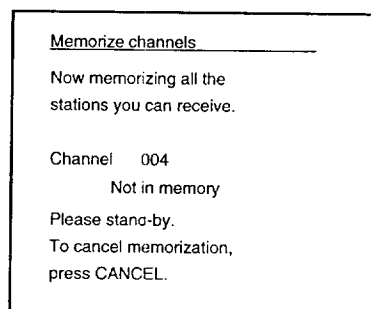 Memorize channels
Now memorizing all the
stations you can receive.
Channel 004
Not in memory
Please stand-by.
To cancel memorization,
press CANCEL.